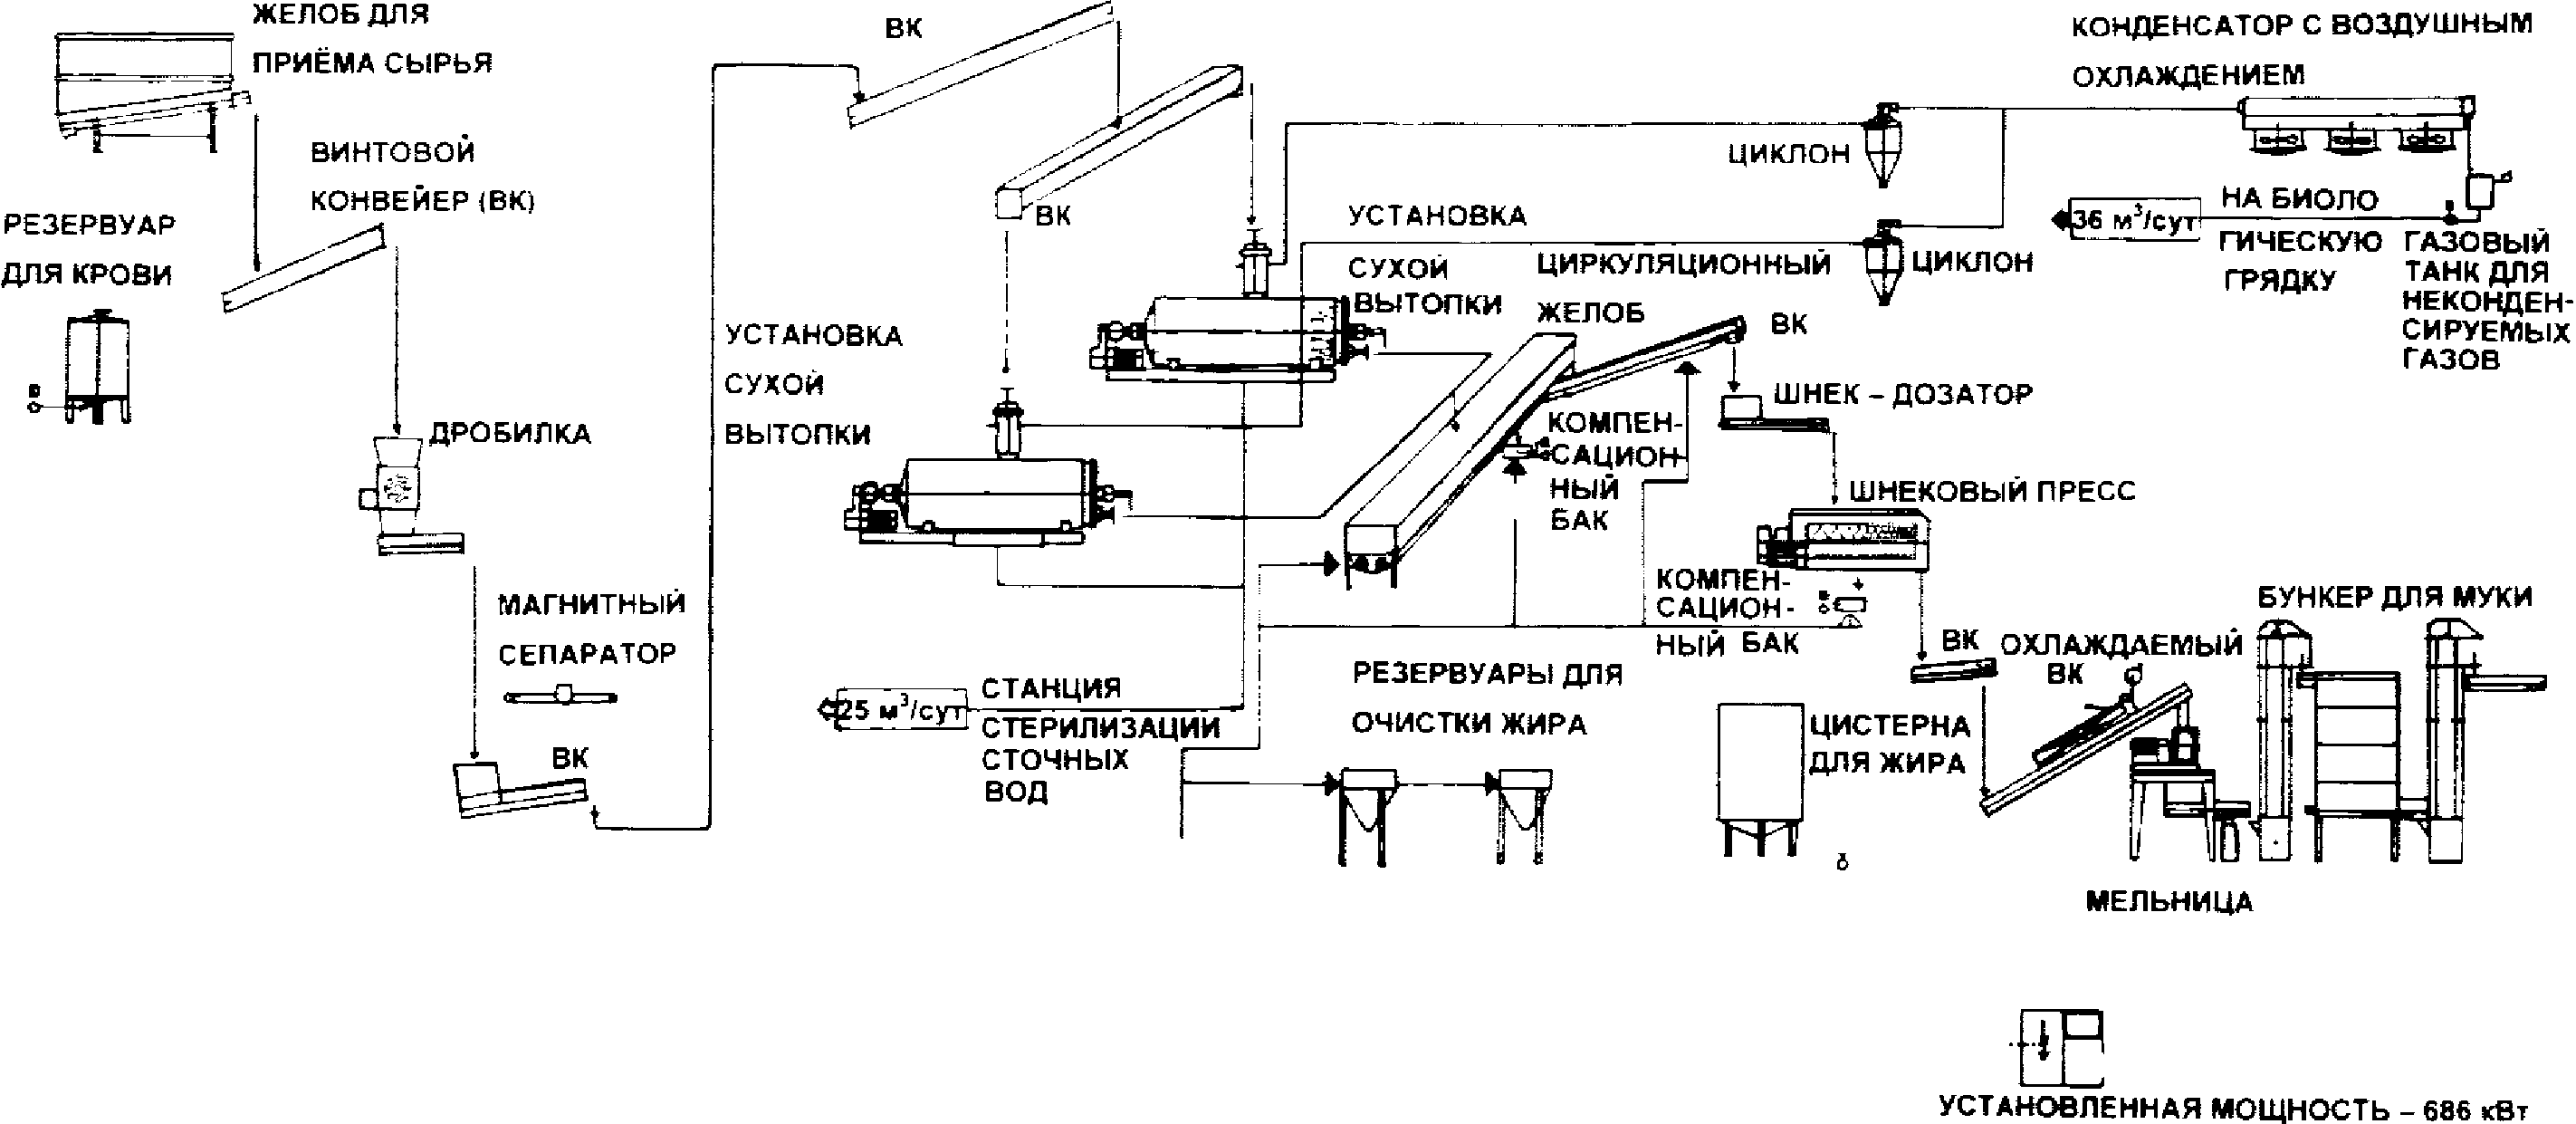 ЖЕЛОБ ДЛЯ
ПРИЁМА СЫРЬЯ
ВИНТОВОЙ
КОНВЕЙЕР (ВК)
РЕЗЕРВУАР
ДЛЯ КРОВИ
ДРОБИЛКА
МАГНИТНЫЙ
СЕПАРАТОР
ВК
ВК
ВК
УСТАНОВКА
СУХОЙ
ВЫТОПКИ
УСТАНОВКА
СУХОЙ
ВЫТОПКИ
25 м³/сут
СТАНЦИЯ
СТЕРИЛИЗАЦИИ
СТОЧНЫХ
ВОД
ЦИКЛОН
ЦИКЛОН
КОНДЕНСАТОР С ВОЗДУШНЫМ
ОХЛАЖДЕНИЕМ
36 м³/сут
НА БИОЛО
ГИЧЕСКУЮ
ГРЯДКУ
ГАЗОВЫЙ
ТАНК ДЛЯ
НЕКОНДЕН-
СИРУЕМЫХ
ГАЗОВ
ЦИРКУЛЯЦИОННЫЙ
ЖЕЛОБ
ВК
ШНЕК – ДОЗАТОР
КОМПЕН-
САЦИОН-
НЫЙ
БАК
ШНЕКОВЫЙ ПРЕСС
КОМПЕН-
САЦИОН-
НЫЙ БАК
РЕЗЕРВУАРЫ ДЛЯ
ОЧИСТКИ ЖИРА
ЦИСТЕРНА
ДЛЯ ЖИРА
ВК
ОХЛАЖДАЕМЫЙ
ВК
БУНКЕР ДЛЯ МУКИ
МЕЛЬНИЦА
УСТАНОВЛЕННАЯ МОЩНОСТЬ – 686 кВт